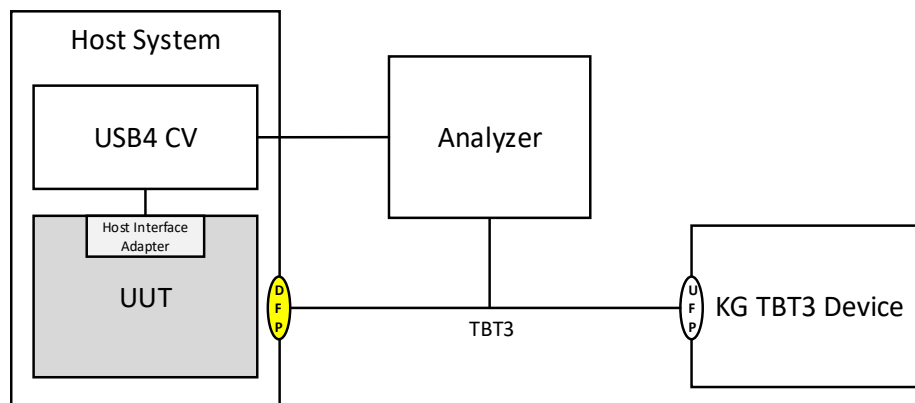 Host System
USB4 CV
Analyzer
Host Interface
Adapter
UUT
D
F
P
TBT3
U
F
P
KG TBT3 Device